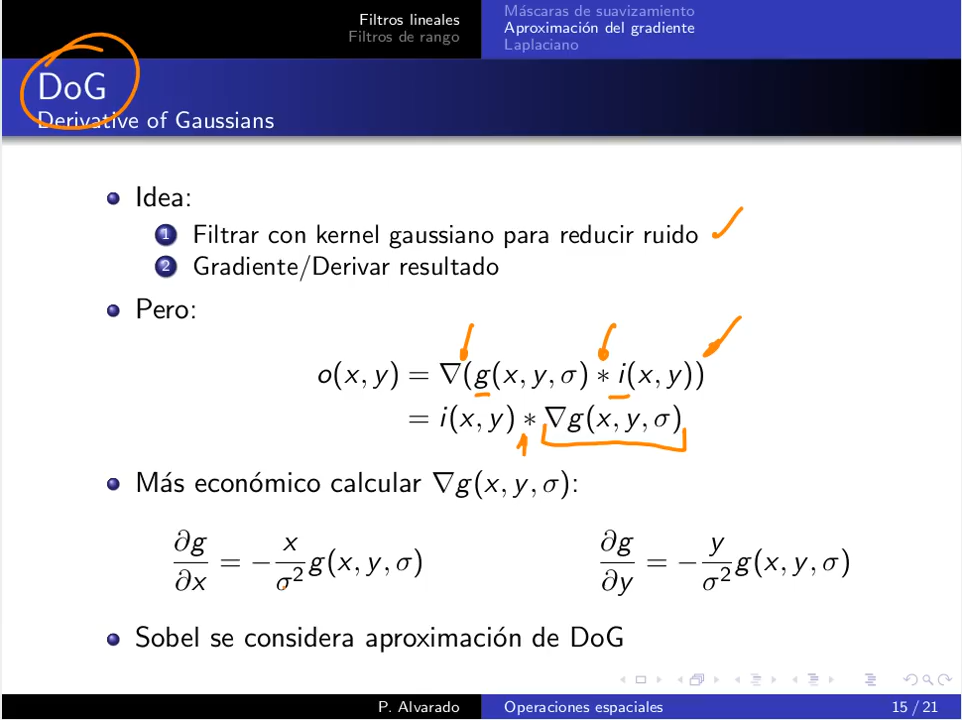 Filtros lineales
Filtros de rango
Máscaras de suavizamiento
Aproximación del gradiente
Laplaciano
DoG
Derivative of Gaussians
Idea:
1 Filtrar con kernel gaussiano para reducir ruido
2 Gradiente/Derivar resultado
Pero:
o(x, y) = ∇(g(x, y, σ) ∗ i(x, y))
= i(x, y) ∗ ∇g(x, y, σ)
Más económico calcular ∇g(x, y, σ):
∂g/∂x = −x/σ² g(x, y, σ) ∂g/∂y = −y/σ² g(x, y, σ)
Sobel se considera aproximación de DoG
P. Alvarado Operaciones espaciales 15 / 21